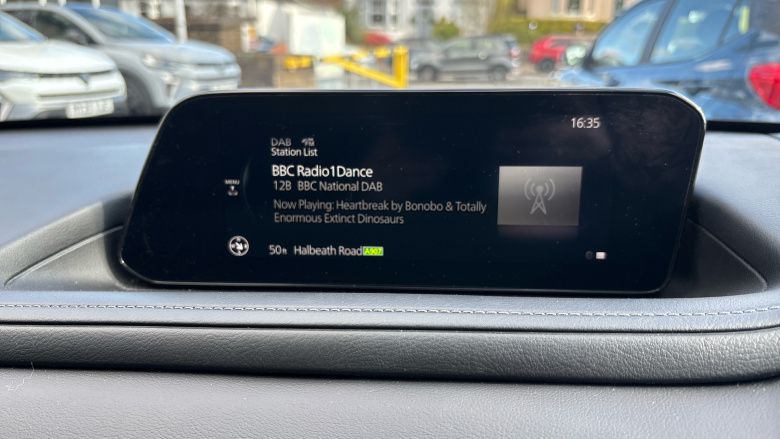 16:35
DAB FM
Station List
BBC Radio1Dance
12B BBC National DAB
MENU
Now Playing: Heartbreak by Bonobo & Totally
Enormous Extinct Dinosaurs
50ft Halbeath Road A907